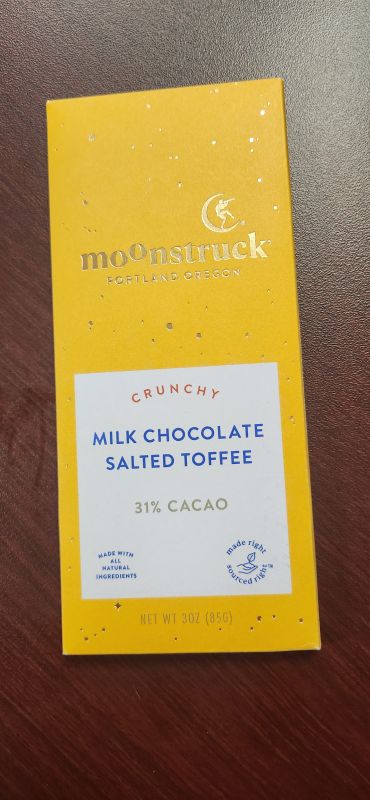 moonstruck
PORTLAND OREGON
CRUNCHY
MILK CHOCOLATE
SALTED TOFFEE
31% CACAO
MADE WITH
ALL
NATURAL
INGREDIENTS
made right
sourced right™
NET WT 3OZ (85G)